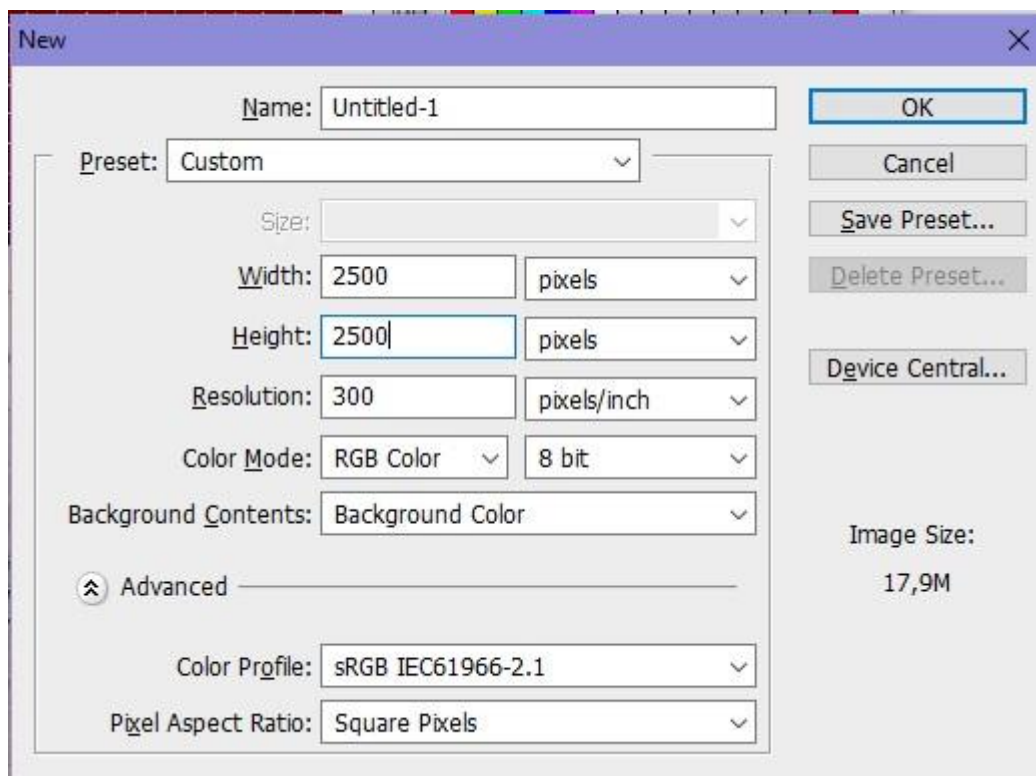 New
Name: Untitled-1
OK
Preset: Custom
Cancel
Size:
Save Preset...
Width: 2500 pixels
Delete Preset...
Height: 2500 pixels
Device Central...
Resolution: 300 pixels/inch
Color Mode: RGB Color 8 bit
Background Contents: Background Color
Image Size:
17,9M
Advanced
Color Profile: sRGB IEC61966-2.1
Pixel Aspect Ratio: Square Pixels